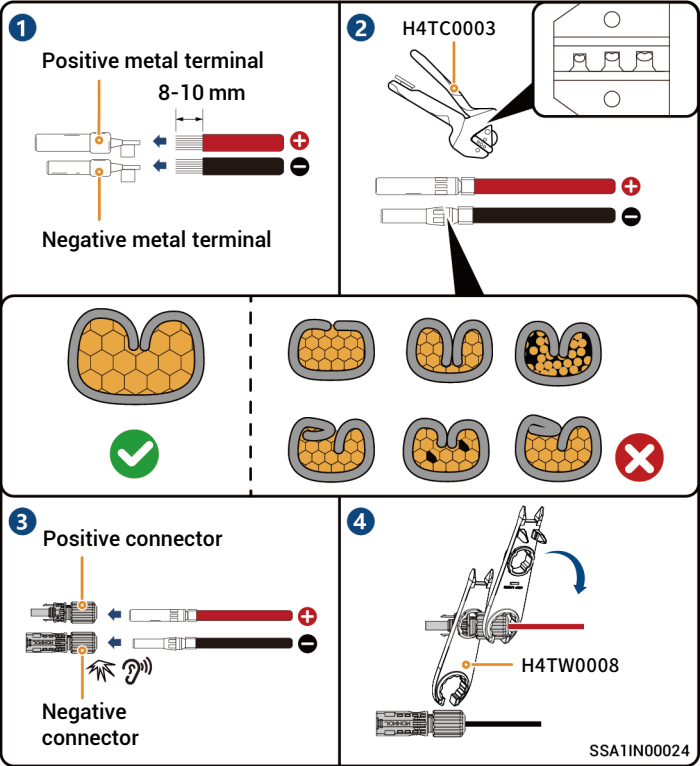 1
Positive metal terminal
8-10 mm
Negative metal terminal
2
H4TC0003
3
Positive connector
Negative
connector
4
H4TW0008
SSA1IN00024